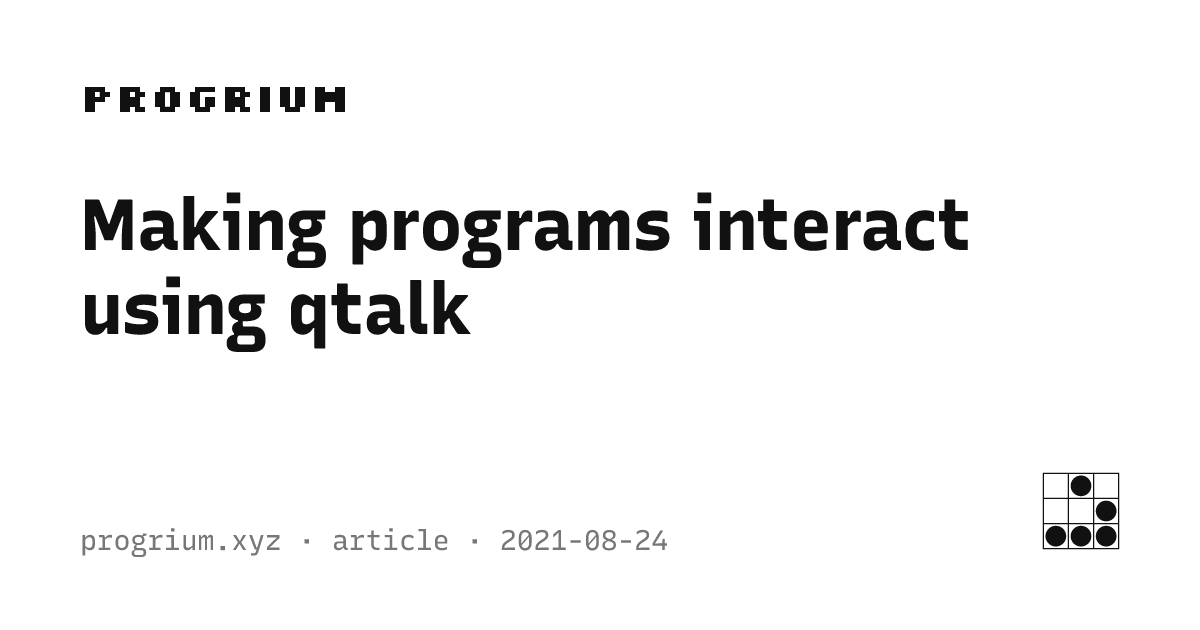 PROGRIUM
Making programs interact
using qtalk
progrium.xyz · article · 2021-08-24